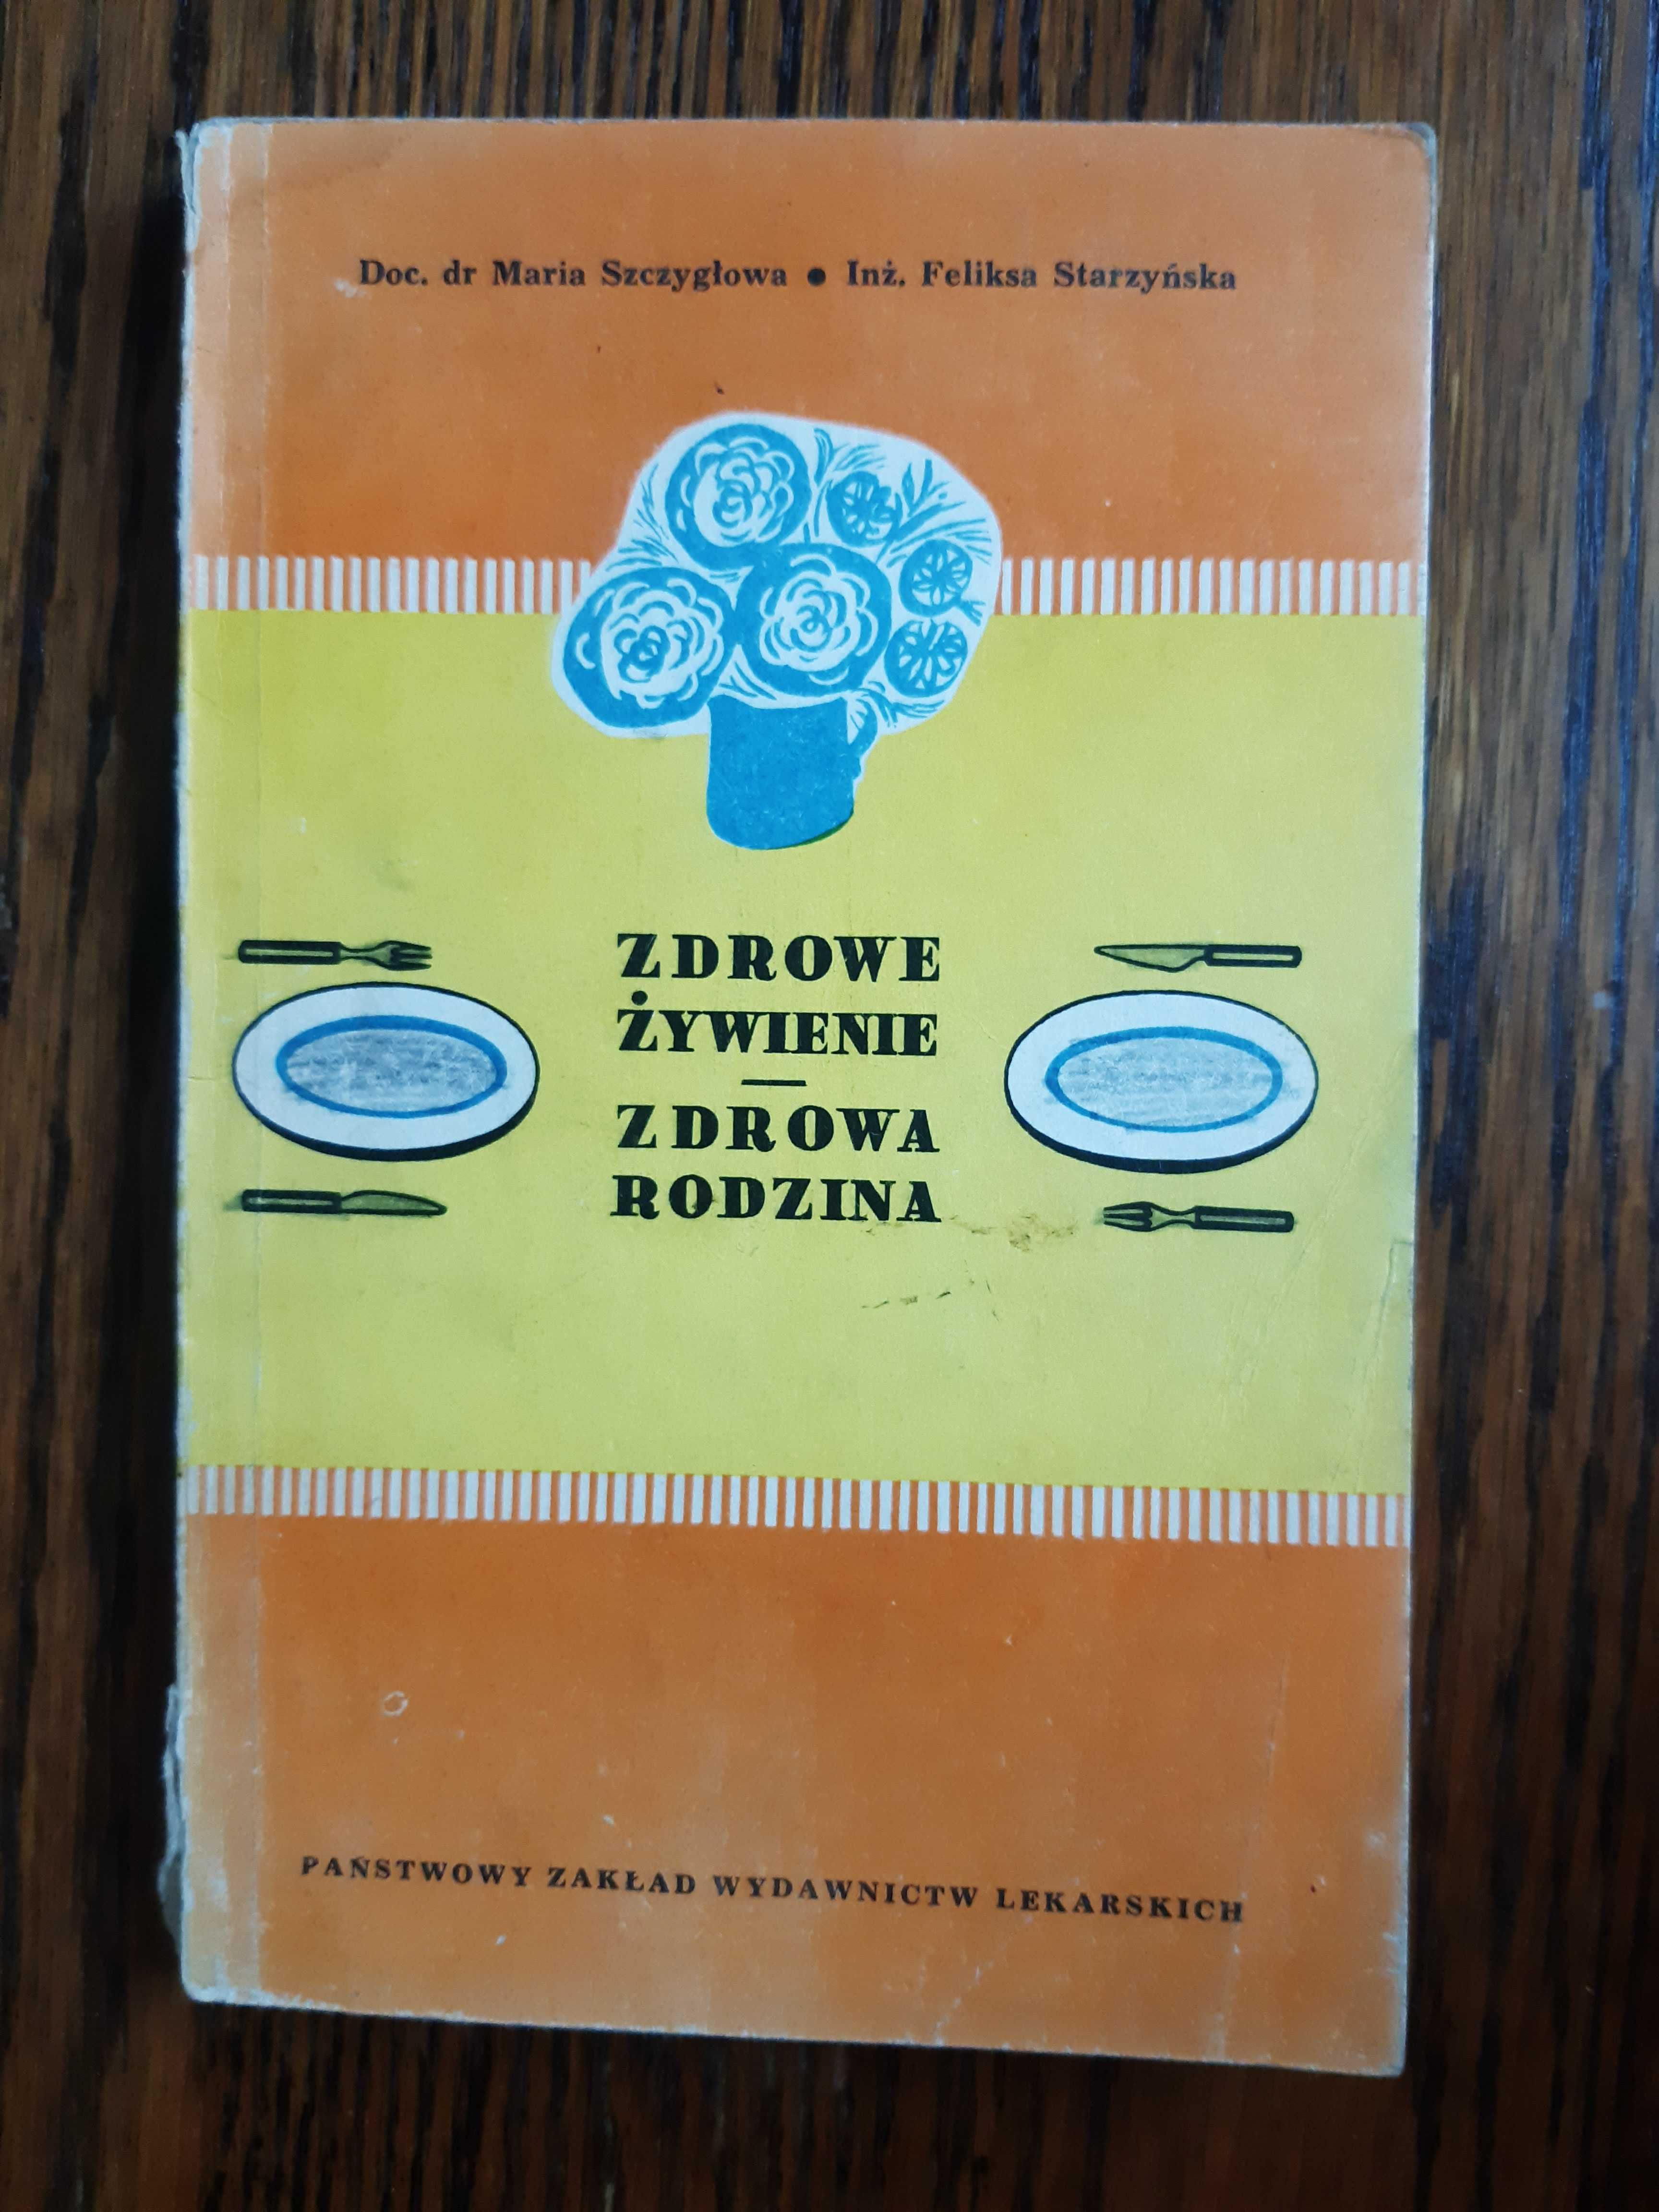 Doc. dr Maria Szczygłowa ● Inż. Feliksa Starzyńska
ZDROWE
ŻYWIENIE
—
ZDROWA
RODZINA
PAŃSTWOWY ZAKŁAD WYDAWNICTW LEKARSKICH